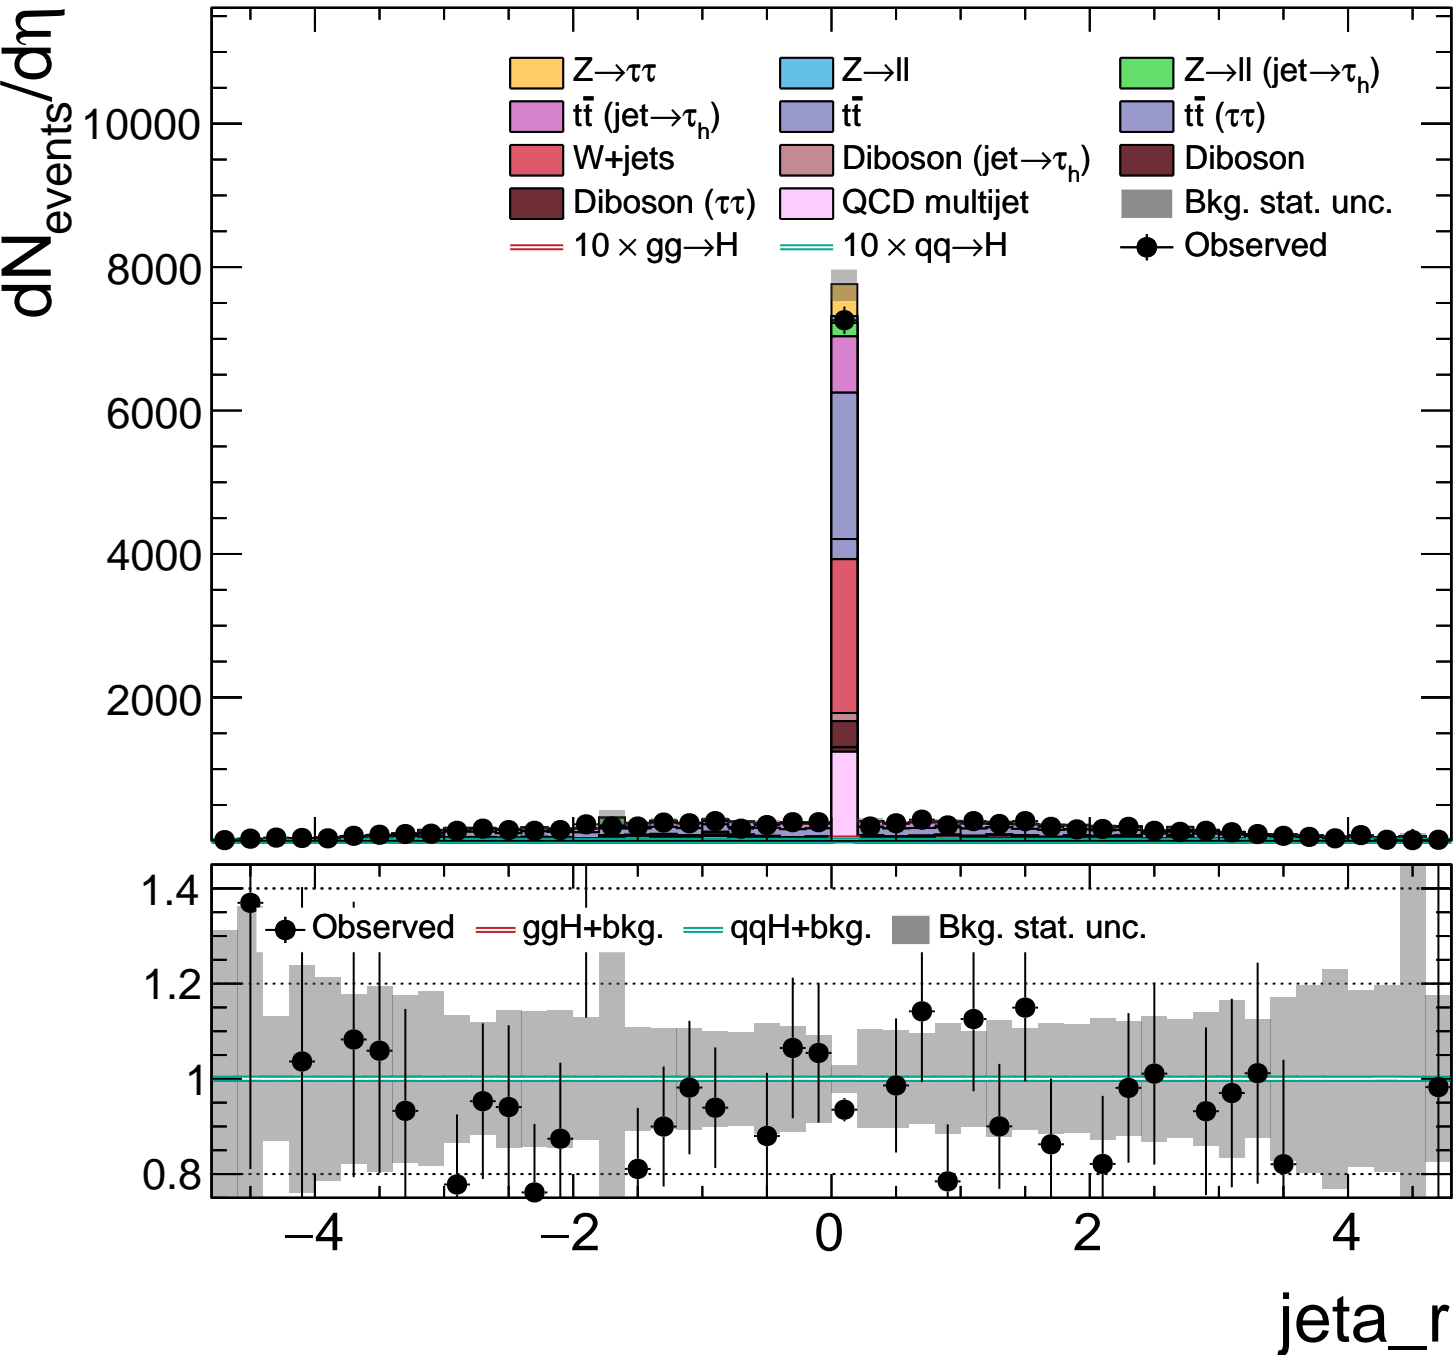 dN_events/dη
10000
8000
6000
4000
2000
Z→ττ
Z→ll
Z→ll (jet→τ_h)
tt̄ (jet→τ_h)
tt̄
tt̄ (ττ)
W+jets
Diboson (jet→τ_h)
Diboson
Diboson (ττ)
QCD multijet
Bkg. stat. unc.
10 × gg→H
10 × qq→H
Observed
1.4
1.2
1
0.8
Observed
ggH+bkg.
qqH+bkg.
Bkg. stat. unc.
−4
−2
0
2
4
jeta_r